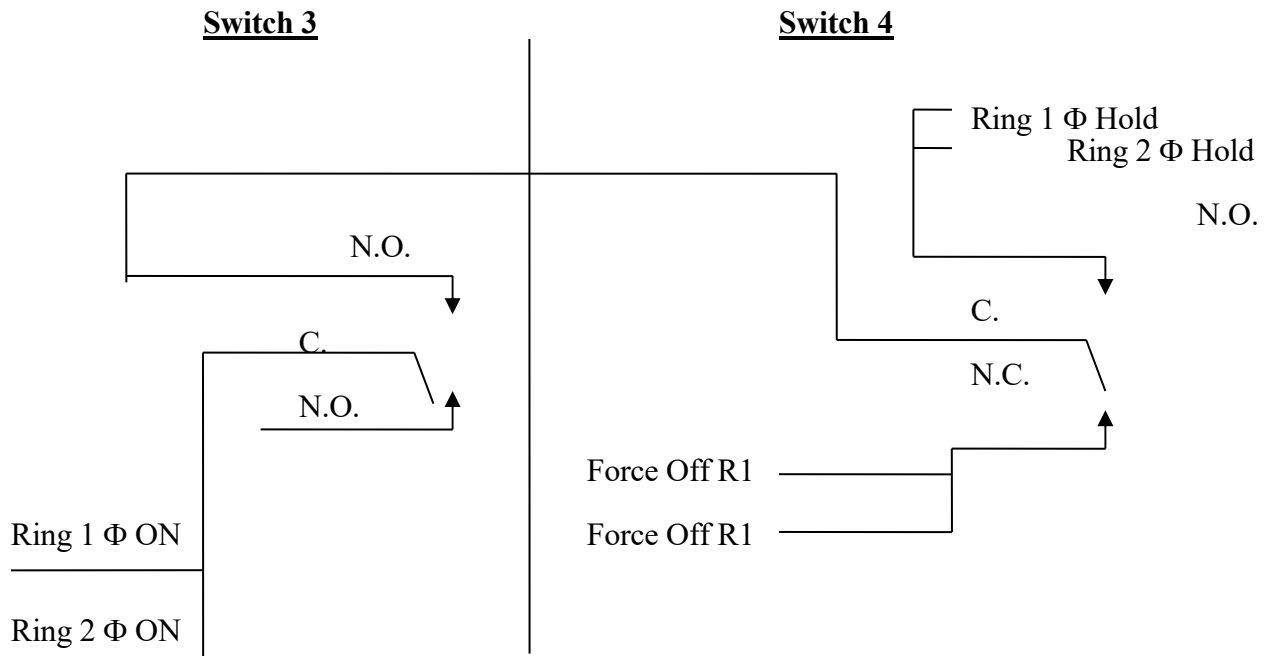 Switch 3
Switch 4
Ring 1 Φ Hold
Ring 2 Φ Hold
N.O.
N.O.
C.
C.
N.C.
N.O.
Force Off R1
Ring 1 Φ ON
Force Off R1
Ring 2 Φ ON